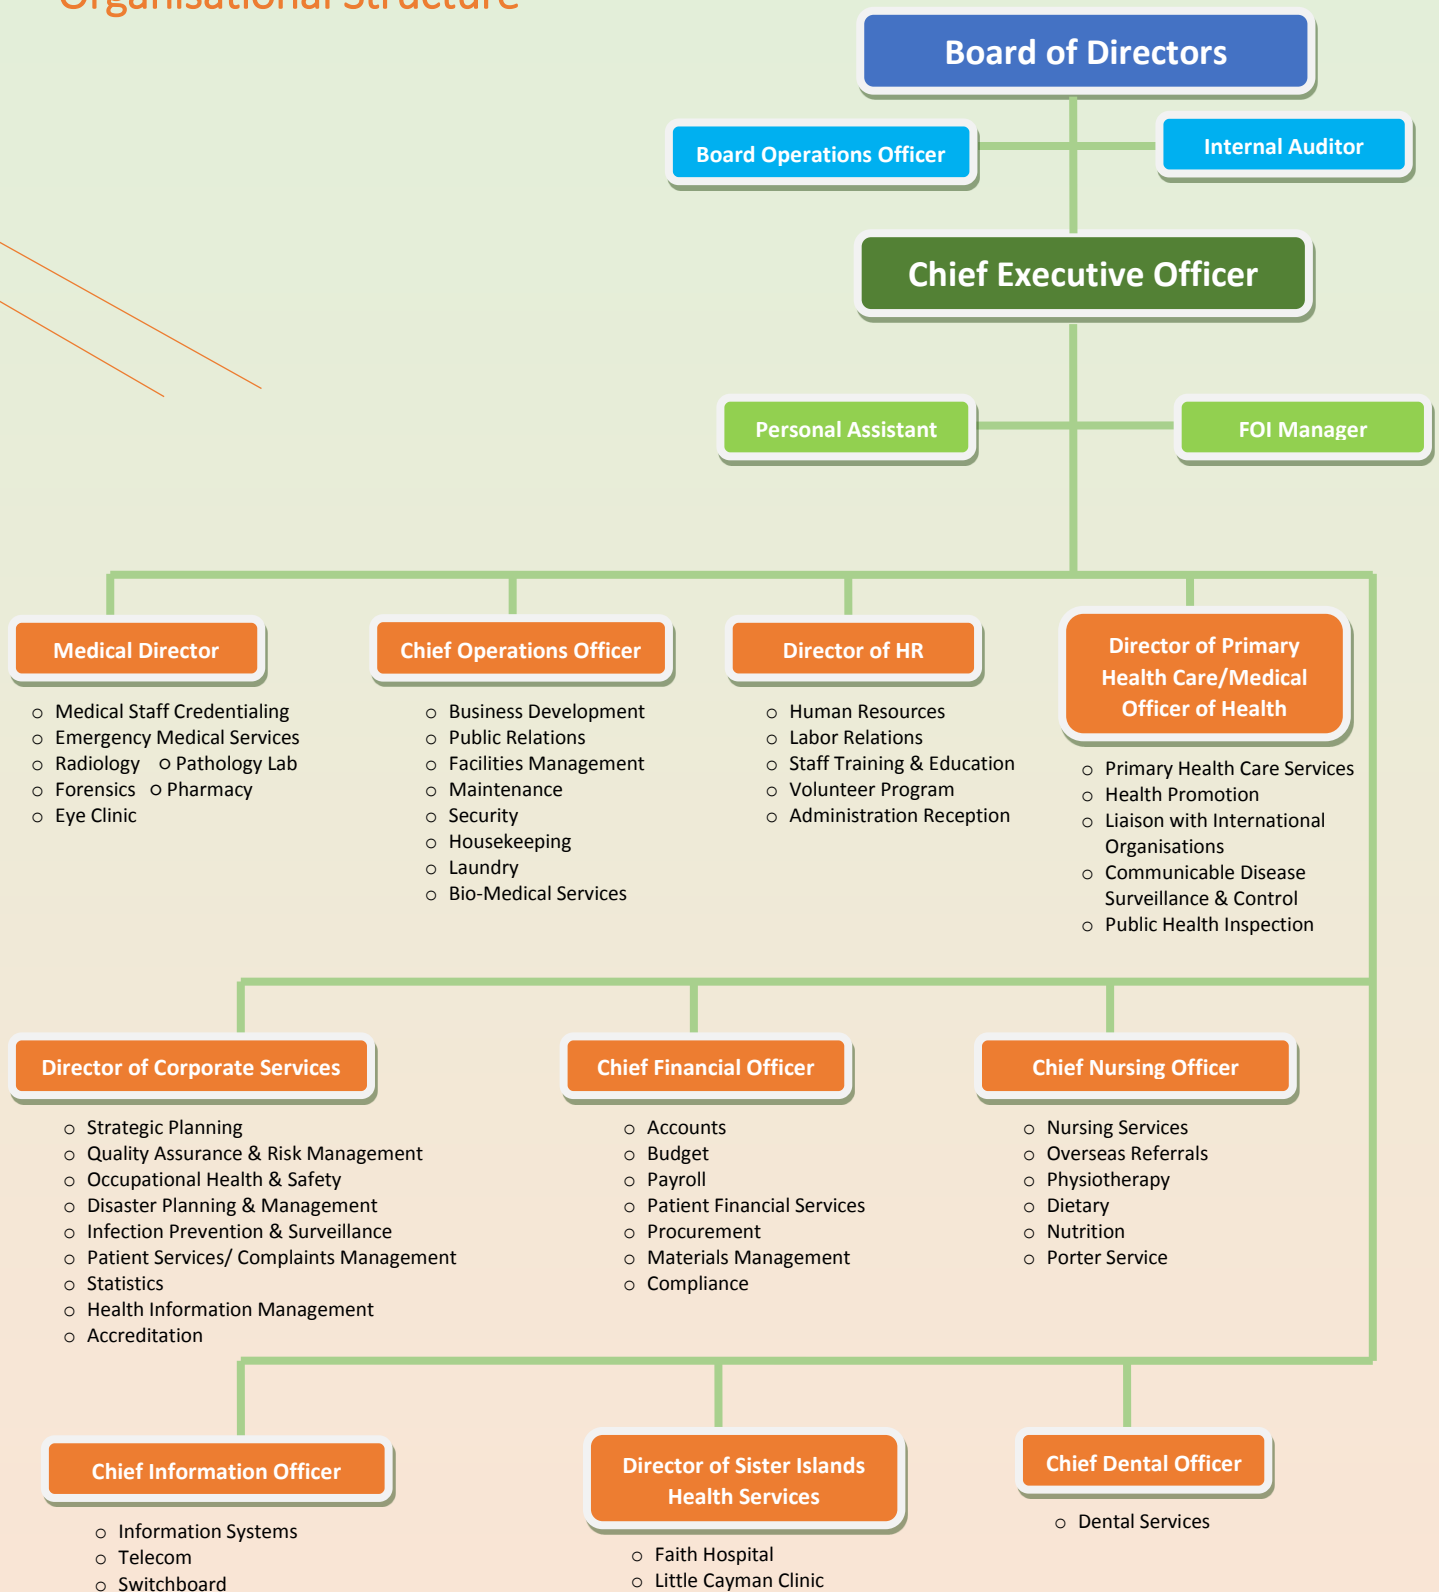 Organisational Structure
Board of Directors
Board Operations Officer
Internal Auditor
Chief Executive Officer
Personal Assistant
FOI Manager
Medical Director
○ Medical Staff Credentialing
○ Emergency Medical Services
○ Radiology ○ Pathology Lab
○ Forensics ○ Pharmacy
○ Eye Clinic
Chief Operations Officer
○ Business Development
○ Public Relations
○ Facilities Management
○ Maintenance
○ Security
○ Housekeeping
○ Laundry
○ Bio-Medical Services
Director of HR
○ Human Resources
○ Labor Relations
○ Staff Training & Education
○ Volunteer Program
○ Administration Reception
Director of Primary
Health Care/Medical
Officer of Health
○ Primary Health Care Services
○ Health Promotion
○ Liaison with International
Organisations
○ Communicable Disease
Surveillance & Control
○ Public Health Inspection
Director of Corporate Services
○ Strategic Planning
○ Quality Assurance & Risk Management
○ Occupational Health & Safety
○ Disaster Planning & Management
○ Infection Prevention & Surveillance
○ Patient Services/ Complaints Management
○ Statistics
○ Health Information Management
○ Accreditation
Chief Financial Officer
○ Accounts
○ Budget
○ Payroll
○ Patient Financial Services
○ Procurement
○ Materials Management
○ Compliance
Chief Nursing Officer
○ Nursing Services
○ Overseas Referrals
○ Physiotherapy
○ Dietary
○ Nutrition
○ Porter Service
Chief Information Officer
○ Information Systems
○ Telecom
○ Switchboard
Director of Sister Islands
Health Services
○ Faith Hospital
○ Little Cayman Clinic
Chief Dental Officer
○ Dental Services